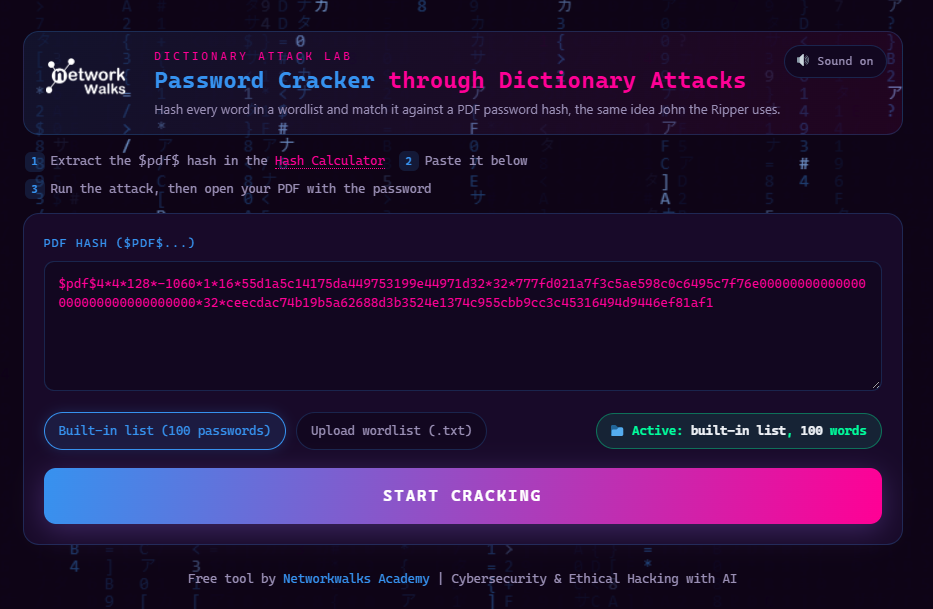 network
Walks
DICTIONARY ATTACK LAB
Password Cracker through Dictionary Attacks
Hash every word in a wordlist and match it against a PDF password hash, the same idea John the Ripper uses.
Sound on
1 Extract the $pdf$ hash in the Hash Calculator 2 Paste it below
3 Run the attack, then open your PDF with the password
PDF HASH ($PDF$...)
$pdf$4*4*128*-1060*1*16*55d1a5c14175da449753199e44971d32*32*777fd021a7f3c5ae598c0c6495c7f76e00000000000000
000000000000000000*32*ceecdac74b19b5a62688d3b3524e1374c955cbb9cc3c45316494d9446ef81af1
Built-in list (100 passwords)
Upload wordlist (.txt)
Active: built-in list, 100 words
START CRACKING
Free tool by Networkwalks Academy | Cybersecurity & Ethical Hacking with AI